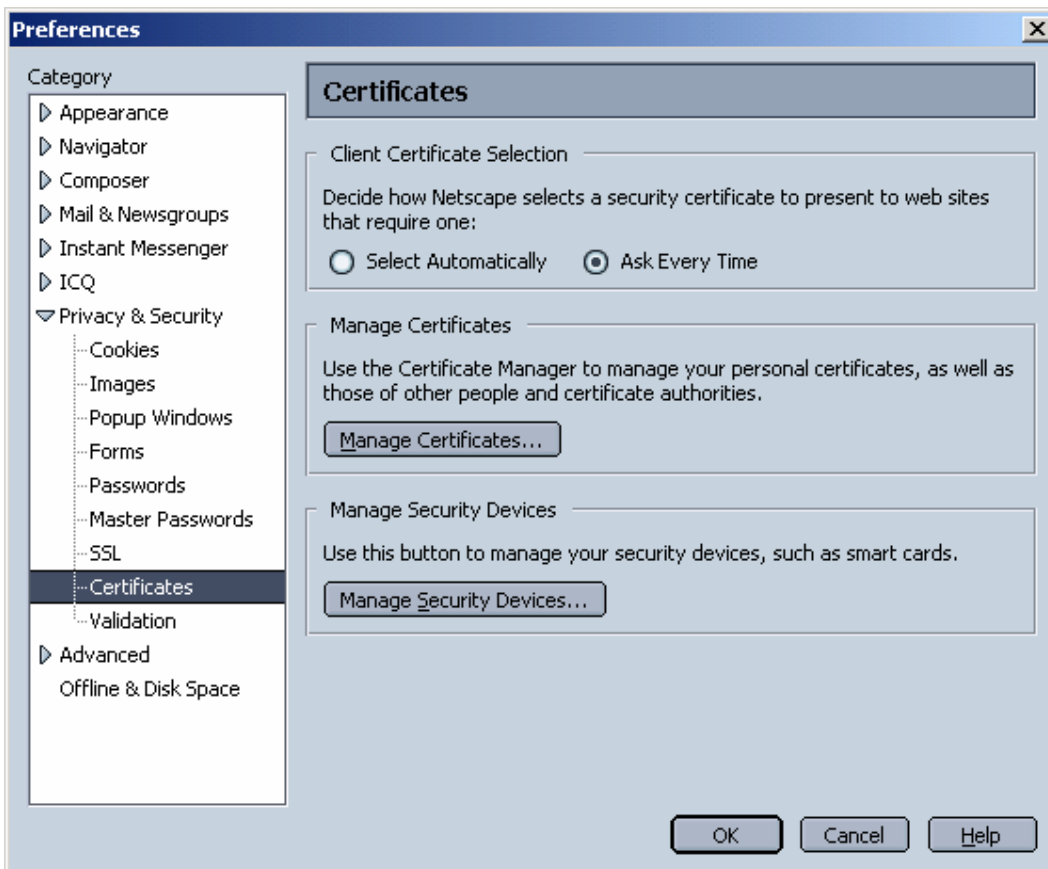 Preferences
Category
Appearance
Navigator
Composer
Mail & Newsgroups
Instant Messenger
ICQ
Privacy & Security
Cookies
Images
Popup Windows
Forms
Passwords
Master Passwords
SSL
Certificates
Validation
Advanced
Offline & Disk Space
Certificates
Client Certificate Selection
Decide how Netscape selects a security certificate to present to web sites
that require one:
Select Automatically Ask Every Time
Manage Certificates
Use the Certificate Manager to manage your personal certificates, as well as
those of other people and certificate authorities.
Manage Certificates...
Manage Security Devices
Use this button to manage your security devices, such as smart cards.
Manage Security Devices...
OK Cancel Help